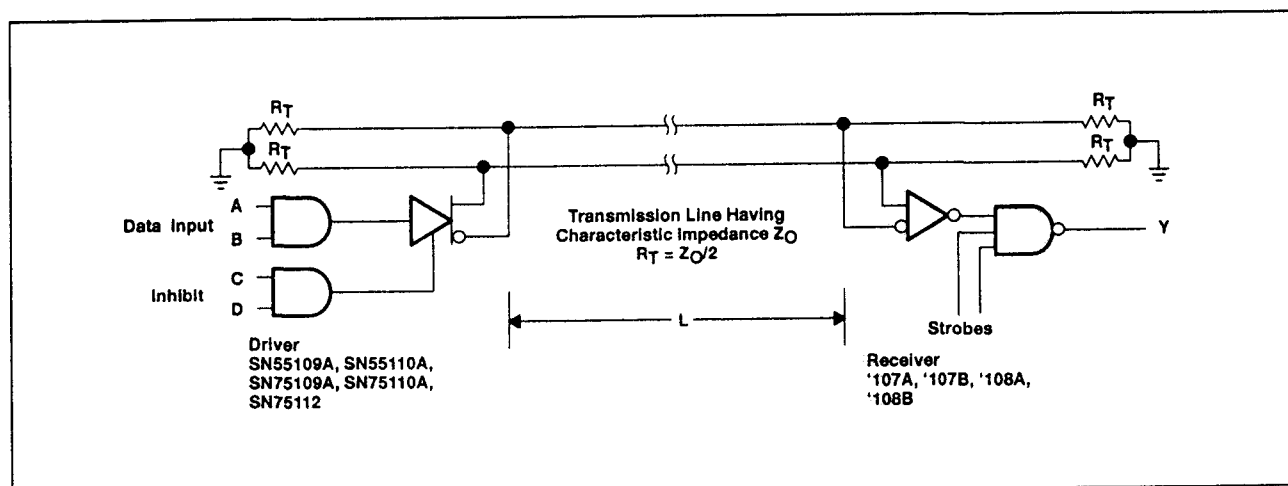 RT
RT
RT
RT
Data Input
A
B
Inhibit
C
D
Transmission Line Having
Characteristic Impedance ZO
RT = ZO/2
L
Y
Strobes
Driver
SN55109A, SN55110A,
SN75109A, SN75110A,
SN75112
Receiver
'107A, '107B, '108A,
'108B